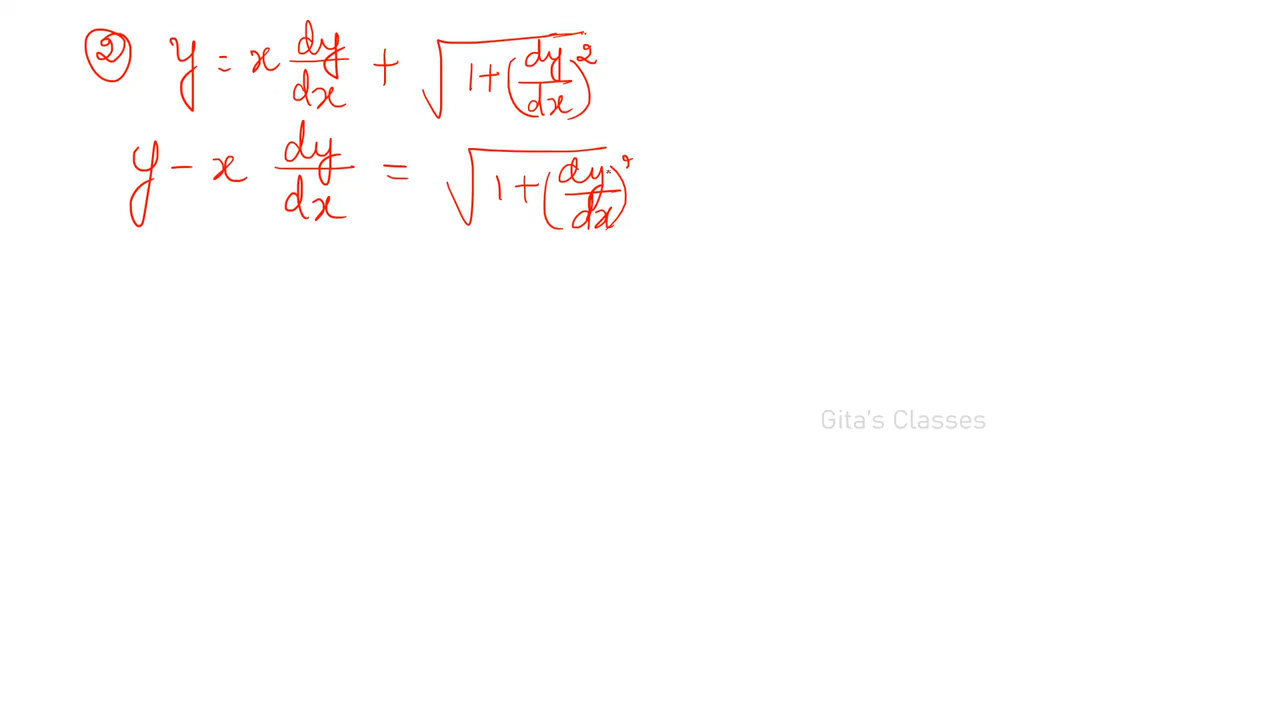 ② y = x dy/dx + √(1+(dy/dx)²)
y − x dy/dx = √(1+(dy/dx)²)
Gita's Classes